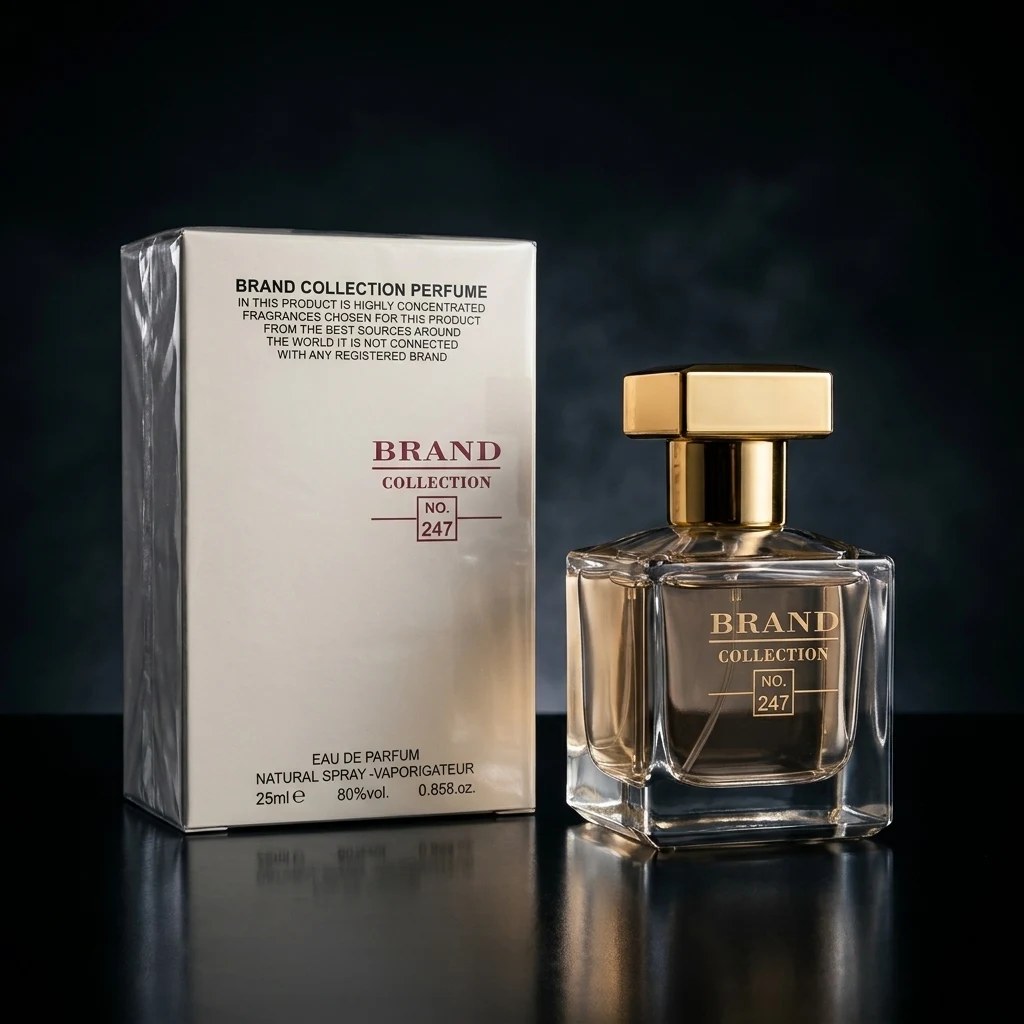 BRAND COLLECTION PERFUME
IN THIS PRODUCT IS HIGHLY CONCENTRATED
FRAGRANCES CHOSEN FOR THIS PRODUCT
FROM THE BEST SOURCES AROUND
THE WORLD IT IS NOT CONNECTED
WITH ANY REGISTERED BRAND
BRAND
COLLECTION
NO.
247
EAU DE PARFUM
NATURAL SPRAY -VAPORIGATEUR
25ml ℮ 80%vol. 0.858.oz.
BRAND
COLLECTION
NO.
247